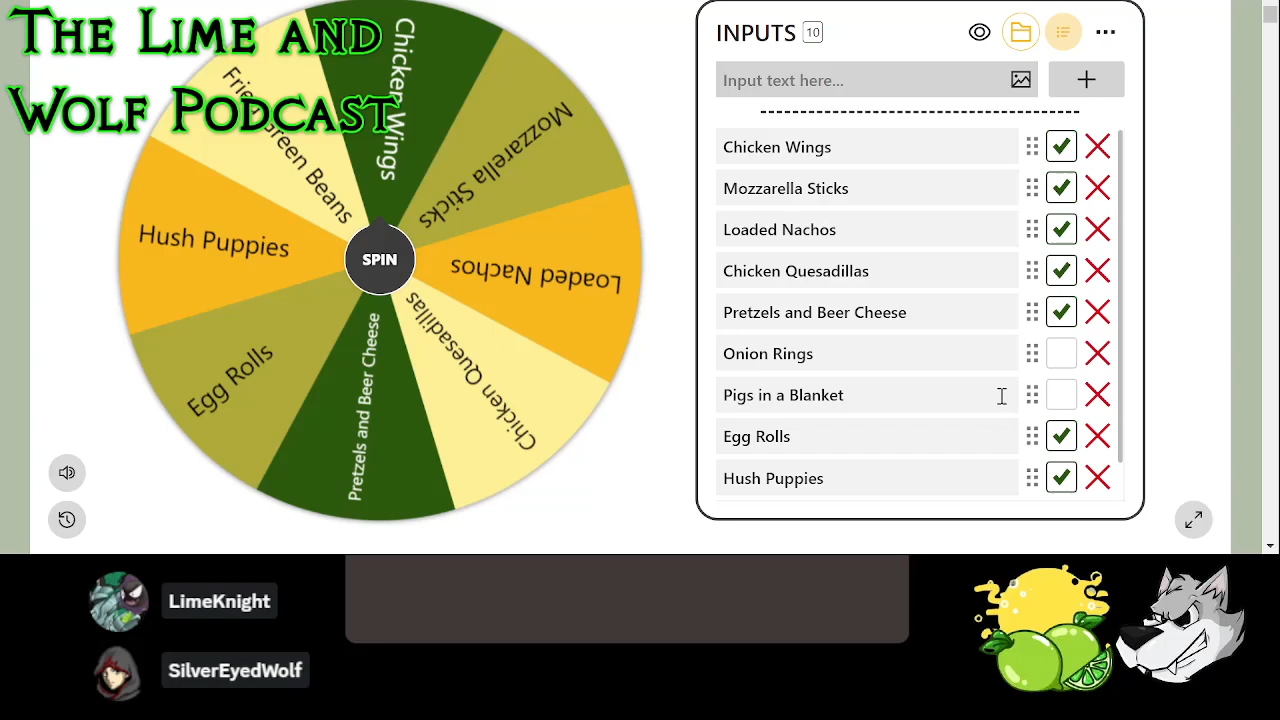 The Lime and
Wolf Podcast
Chicken Wings
Mozzarella Sticks
Loaded Nachos
Chicken Quesadillas
Pretzels and Beer Cheese
Egg Rolls
Hush Puppies
Green Beans
SPIN
INPUTS 10
Input text here...
Chicken Wings
Mozzarella Sticks
Loaded Nachos
Chicken Quesadillas
Pretzels and Beer Cheese
Onion Rings
Pigs in a Blanket
Egg Rolls
Hush Puppies
LimeKnight
SilverEyedWolf